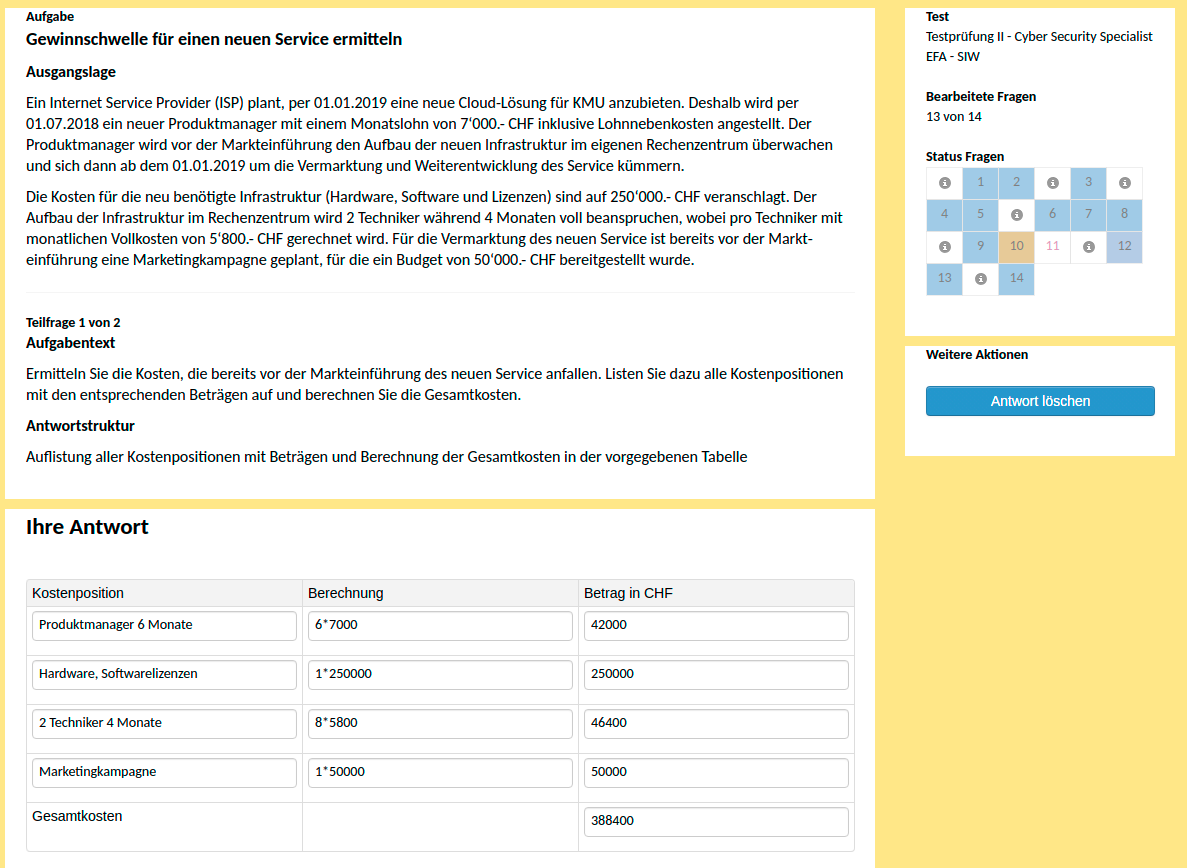 Aufgabe
Gewinnschwelle für einen neuen Service ermitteln
Ausgangslage
Ein Internet Service Provider (ISP) plant, per 01.01.2019 eine neue Cloud-Lösung für KMU anzubieten. Deshalb wird per
01.07.2018 ein neuer Produktmanager mit einem Monatslohn von 7‘000.- CHF inklusive Lohnnebenkosten angestellt. Der
Produktmanager wird vor der Markteinführung den Aufbau der neuen Infrastruktur im eigenen Rechenzentrum überwachen
und sich dann ab dem 01.01.2019 um die Vermarktung und Weiterentwicklung des Service kümmern.
Die Kosten für die neu benötigte Infrastruktur (Hardware, Software und Lizenzen) sind auf 250‘000.- CHF veranschlagt. Der
Aufbau der Infrastruktur im Rechenzentrum wird 2 Techniker während 4 Monaten voll beanspruchen, wobei pro Techniker mit
monatlichen Vollkosten von 5‘800.- CHF gerechnet wird. Für die Vermarktung des neuen Service ist bereits vor der Markt-
einführung eine Marketingkampagne geplant, für die ein Budget von 50‘000.- CHF bereitgestellt wurde.
Teilfrage 1 von 2
Aufgabentext
Ermitteln Sie die Kosten, die bereits vor der Markteinführung des neuen Service anfallen. Listen Sie dazu alle Kostenpositionen
mit den entsprechenden Beträgen auf und berechnen Sie die Gesamtkosten.
Antwortstruktur
Auflistung aller Kostenpositionen mit Beträgen und Berechnung der Gesamtkosten in der vorgegebenen Tabelle
Ihre Antwort
Kostenposition Berechnung Betrag in CHF
Produktmanager 6 Monate 6*7000 42000
Hardware, Softwarelizenzen 1*250000 250000
2 Techniker 4 Monate 8*5800 46400
Marketingkampagne 1*50000 50000
Gesamtkosten 388400
Test
Testprüfung II - Cyber Security Specialist
EFA - SIW
Bearbeitete Fragen
13 von 14
Status Fragen
1 2 3
4 5 6 7 8
9 10 11 12
13 14
Weitere Aktionen
Antwort löschen